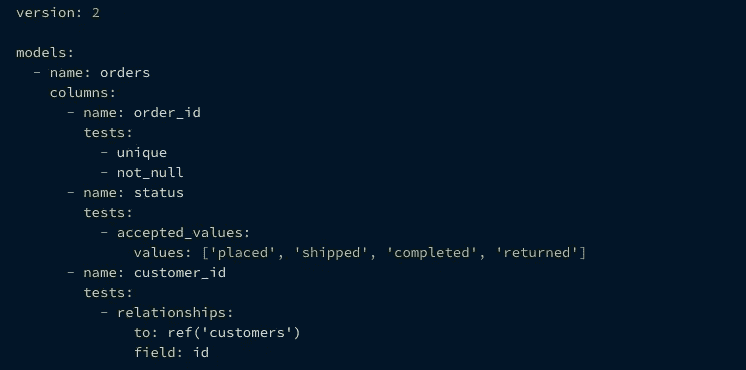 version: 2

models:
  - name: orders
    columns:
      - name: order_id
        tests:
          - unique
          - not_null
      - name: status
        tests:
          - accepted_values:
              values: ['placed', 'shipped', 'completed', 'returned']
      - name: customer_id
        tests:
          - relationships:
              to: ref('customers')
              field: id